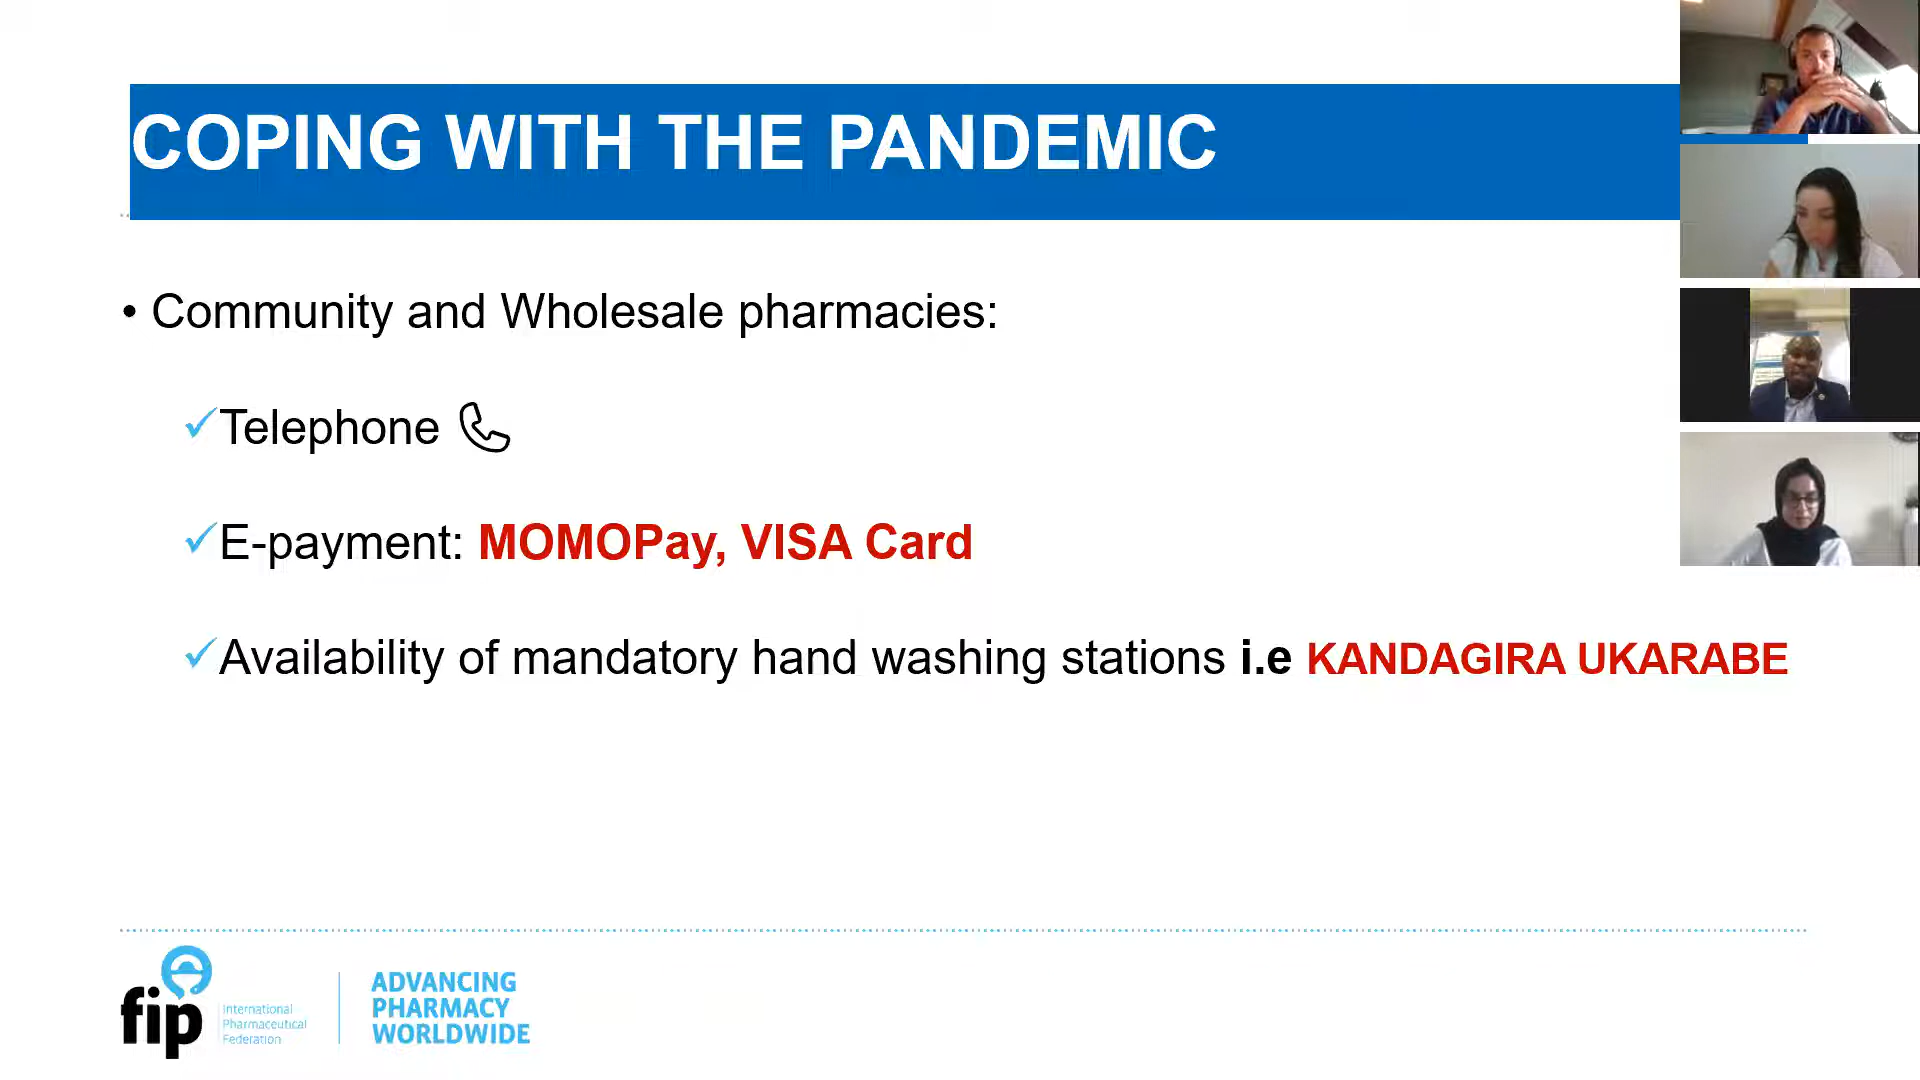 COPING WITH THE PANDEMIC
• Community and Wholesale pharmacies:
✓Telephone
✓E-payment: MOMOPay, VISA Card
✓Availability of mandatory hand washing stations i.e KANDAGIRA UKARABE
fip
International
Pharmaceutical
Federation
ADVANCING
PHARMACY
WORLDWIDE